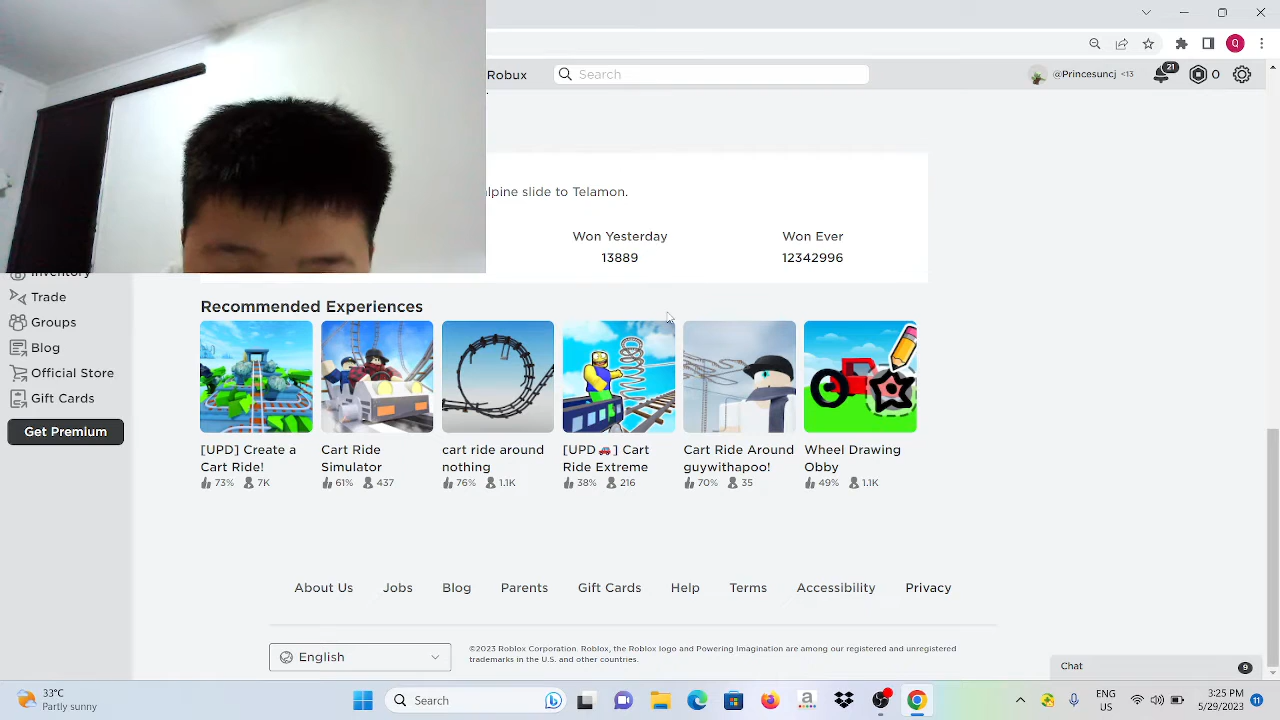 Robux
Search
@Princesuncj <13
21
0
alpine slide to Telamon.
Won Yesterday
Won Ever
13889
12342996
Inventory
Trade
Groups
Blog
Official Store
Gift Cards
Get Premium
Recommended Experiences
[UPD] Create a
Cart Ride!
73% 7K
Cart Ride
Simulator
61% 437
cart ride around
nothing
76% 1.1K
[UPD🚗] Cart
Ride Extreme
38% 216
Cart Ride Around
guywithapoo!
70% 35
Wheel Drawing
Obby
49% 1.1K
About Us Jobs Blog Parents Gift Cards Help Terms Accessibility Privacy
English
©2023 Roblox Corporation. Roblox, the Roblox logo and Powering Imagination are among our registered and unregistered
trademarks in the U.S. and other countries.
Chat
9
33°C
Partly sunny
Search
ENG
US
3:25 PM